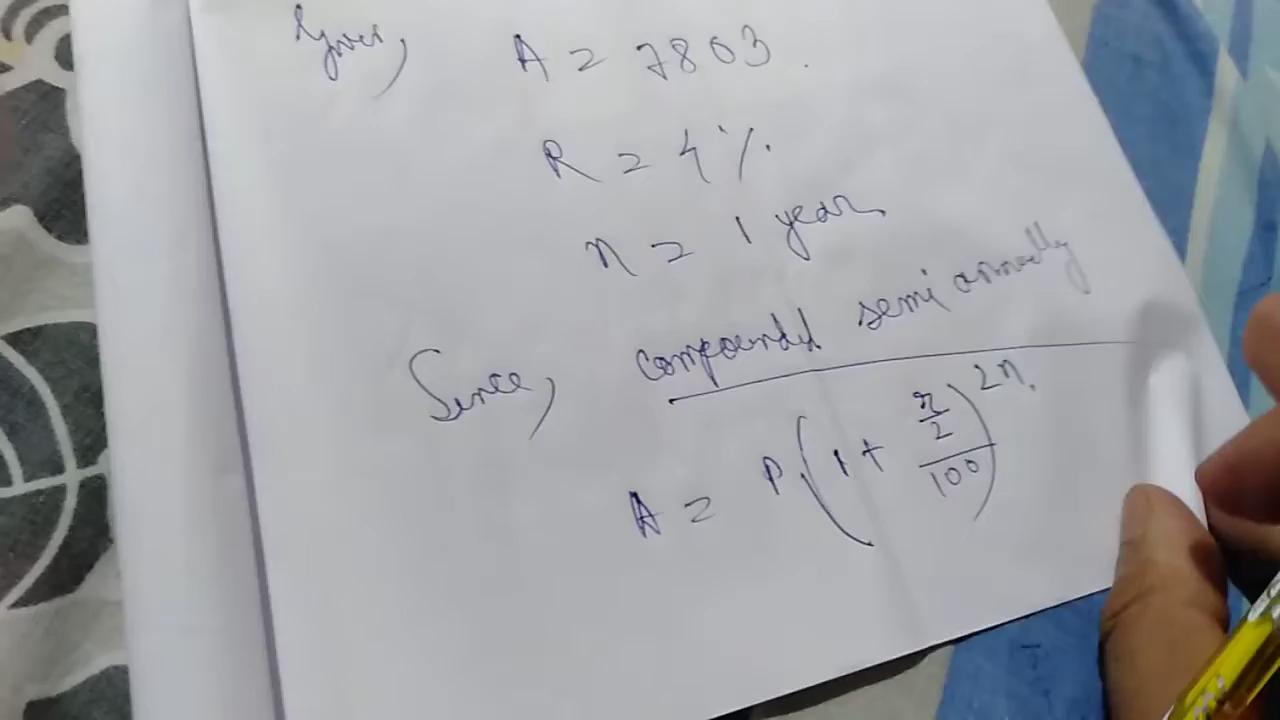 Given, A = 7803.
R = 4%.
n = 1 year
Since, compounded semi annually
A = P(1 + (r/2)/100)^2n.